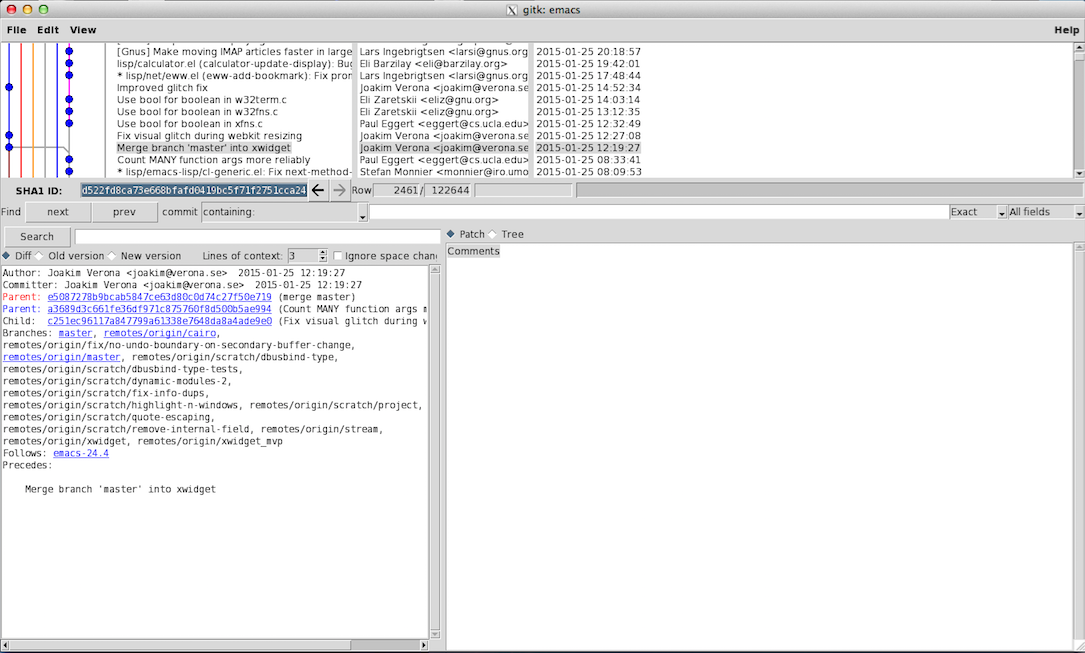 gitk: emacs
File Edit View Help
[Gnus] Make moving IMAP articles faster in large Lars Ingebrigtsen <larsi@gnus.org 2015-01-25 20:18:57
lisp/calculator.el (calculator-update-display): Bug Eli Barzilay <eli@barzilay.org> 2015-01-25 19:42:01
* lisp/net/eww.el (eww-add-bookmark): Fix pron Lars Ingebrigtsen <larsi@gnus.org 2015-01-25 17:48:44
Improved glitch fix Joakim Verona <joakim@verona.se 2015-01-25 14:52:34
Use bool for boolean in w32term.c Eli Zaretskii <eliz@gnu.org> 2015-01-25 14:03:14
Use bool for boolean in w32fns.c Eli Zaretskii <eliz@gnu.org> 2015-01-25 13:12:35
Use bool for boolean in xfns.c Paul Eggert <eggert@cs.ucla.edu> 2015-01-25 12:32:49
Fix visual glitch during webkit resizing Joakim Verona <joakim@verona.se 2015-01-25 12:27:08
Merge branch 'master' into xwidget Joakim Verona <joakim@verona.se 2015-01-25 12:19:27
Count MANY function args more reliably Paul Eggert <eggert@cs.ucla.edu> 2015-01-25 08:33:41
* lisp/emacs-lisp/cl-generic.el: Fix next-method- Stefan Monnier <monnier@iro.umo 2015-01-25 08:09:53
SHA1 ID: d522fd8ca73e668bfafd0419bc5f71f2751cca24 Row 2461 / 122644
Find next prev commit containing: Exact All fields
Search
Patch Tree
Diff Old version New version Lines of context: 3 Ignore space chan
Comments
Author: Joakim Verona <joakim@verona.se> 2015-01-25 12:19:27
Committer: Joakim Verona <joakim@verona.se> 2015-01-25 12:19:27
Parent: e5087278b9bcab5847ce63d80c0d74c27f50e719 (merge master)
Parent: a3689d3c661fe36df971c875760f8d500b5ae994 (Count MANY function args m
Child: c251ec96117a847799a61338e7648da8a4ade9e0 (Fix visual glitch during w
Branches: master, remotes/origin/cairo,
remotes/origin/fix/no-undo-boundary-on-secondary-buffer-change,
remotes/origin/master, remotes/origin/scratch/dbusbind-type,
remotes/origin/scratch/dbusbind-type-tests,
remotes/origin/scratch/dynamic-modules-2,
remotes/origin/scratch/fix-info-dups,
remotes/origin/scratch/highlight-n-windows, remotes/origin/scratch/project,
remotes/origin/scratch/quote-escaping,
remotes/origin/scratch/remove-internal-field, remotes/origin/stream,
remotes/origin/xwidget, remotes/origin/xwidget_mvp
Follows: emacs-24.4
Precedes:
Merge branch 'master' into xwidget